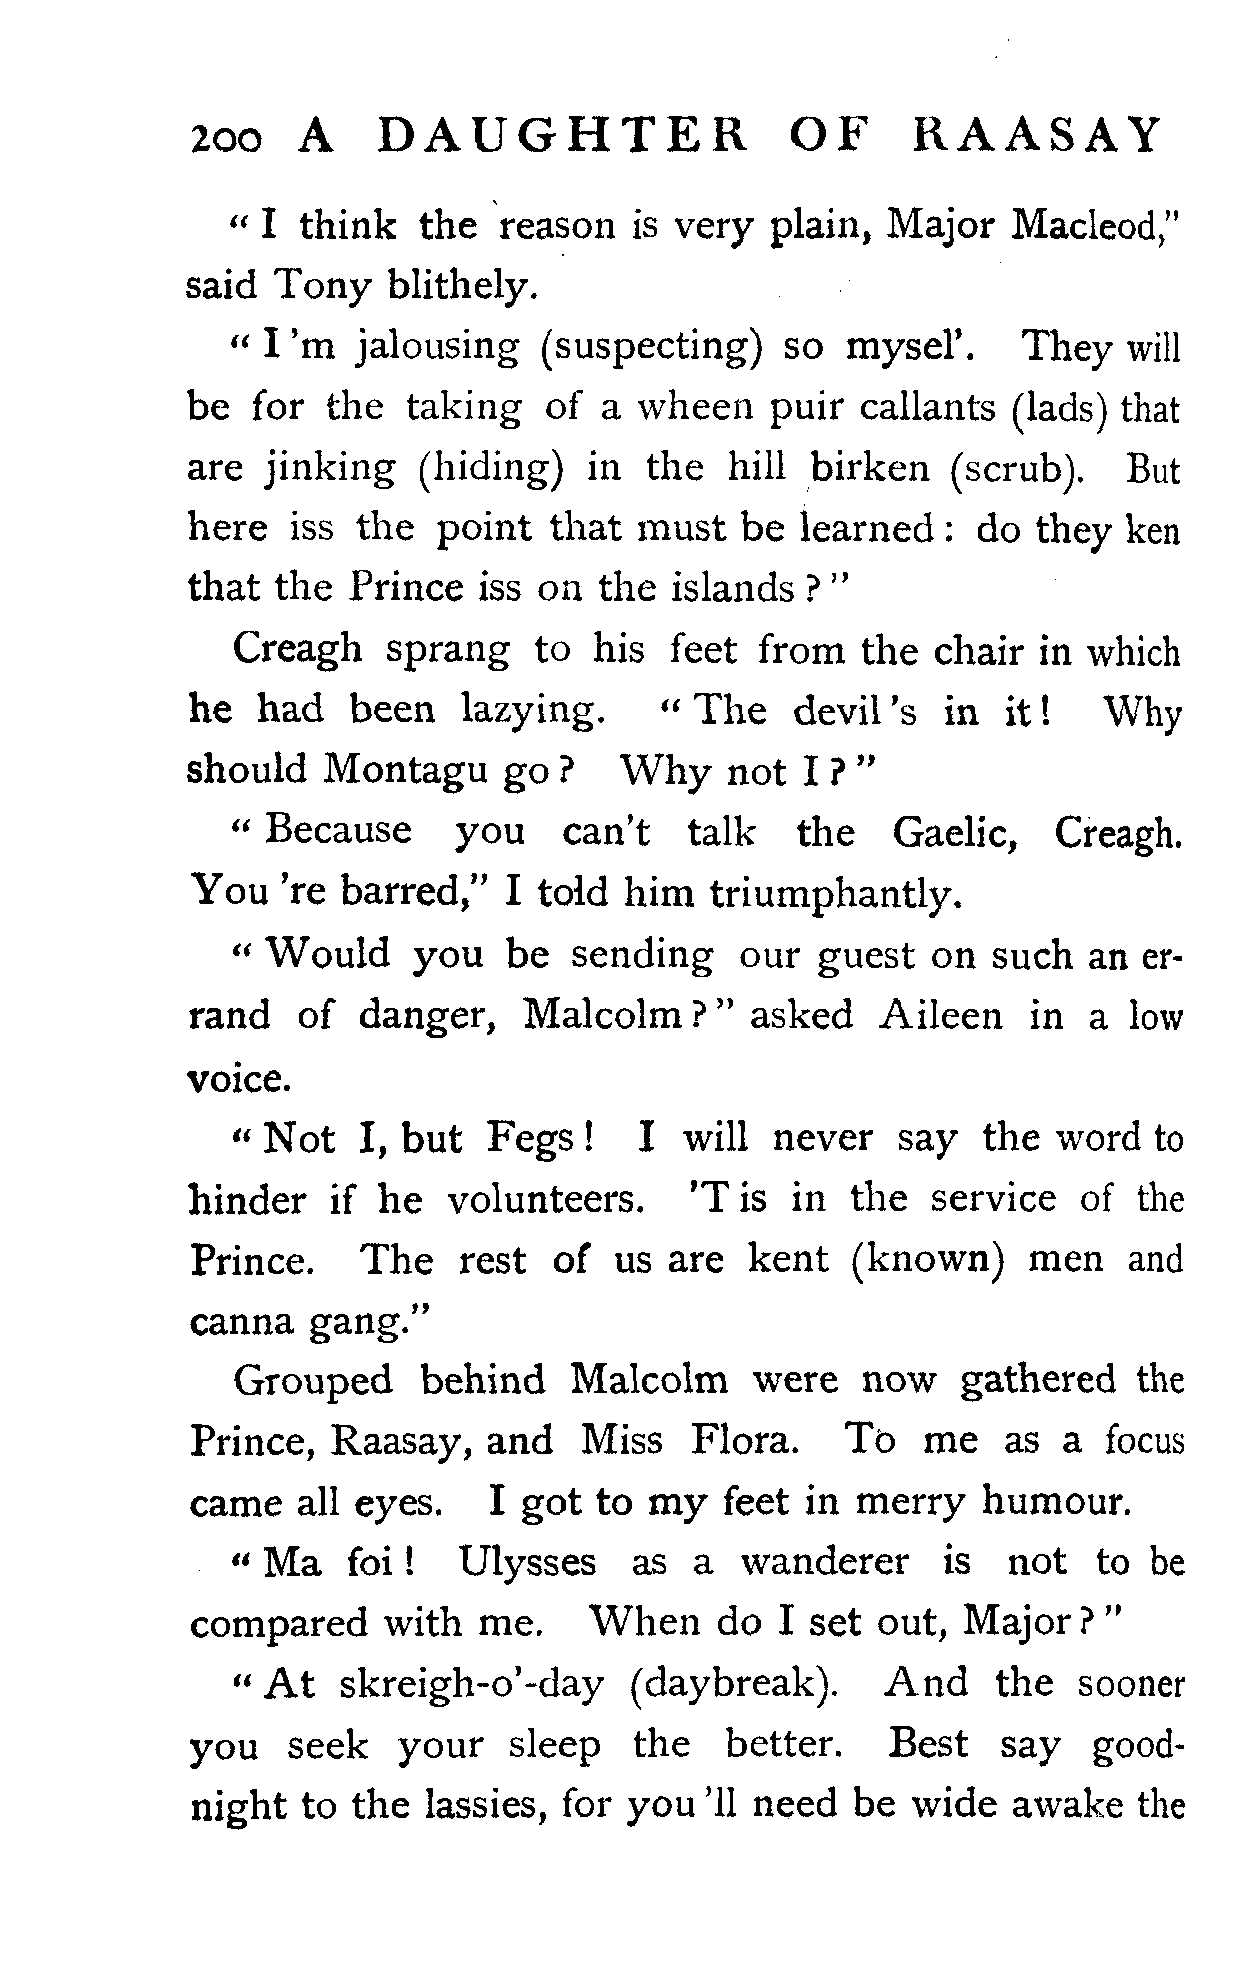 200 A DAUGHTER OF RAASAY
“ I think the reason is very plain, Major Macleod,”
said Tony blithely.
“ I ’m jalousing (suspecting) so mysel’. They will
be for the taking of a wheen puir callants (lads) that
are jinking (hiding) in the hill birken (scrub). But
here iss the point that must be learned : do they ken
that the Prince iss on the islands ? ”
Creagh sprang to his feet from the chair in which
he had been lazying. “ The devil ’s in it ! Why
should Montagu go ? Why not I ? ”
“ Because you can’t talk the Gaelic, Creagh.
You ’re barred,” I told him triumphantly.
“ Would you be sending our guest on such an er-
rand of danger, Malcolm ? ” asked Aileen in a low
voice.
“ Not I, but Fegs ! I will never say the word to
hinder if he volunteers. ’T is in the service of the
Prince. The rest of us are kent (known) men and
canna gang.”
Grouped behind Malcolm were now gathered the
Prince, Raasay, and Miss Flora. To me as a focus
came all eyes. I got to my feet in merry humour.
“ Ma foi ! Ulysses as a wanderer is not to be
compared with me. When do I set out, Major ? ”
“ At skreigh-o’-day (daybreak). And the sooner
you seek your sleep the better. Best say good-
night to the lassies, for you ’ll need be wide awake the